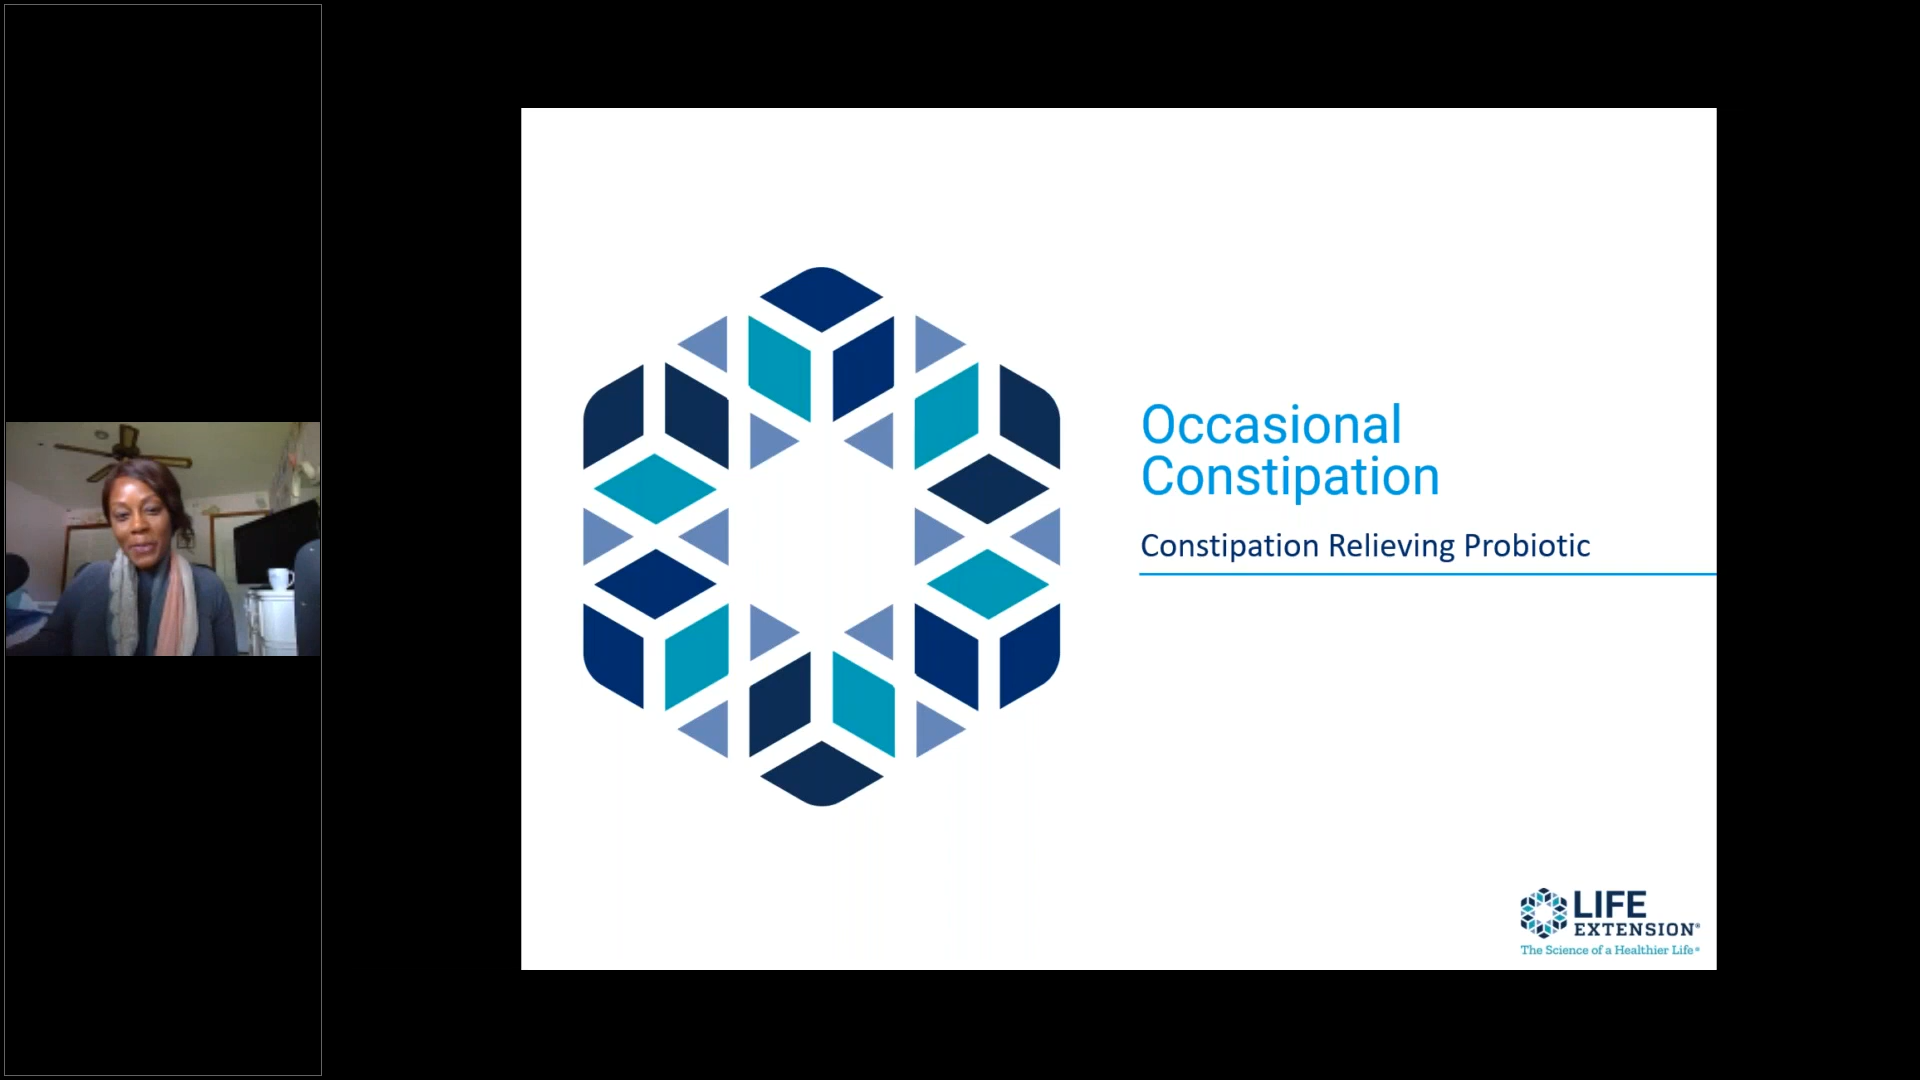 Occasional
Constipation
Constipation Relieving Probiotic
LIFE
EXTENSION®
The Science of a Healthier Life®